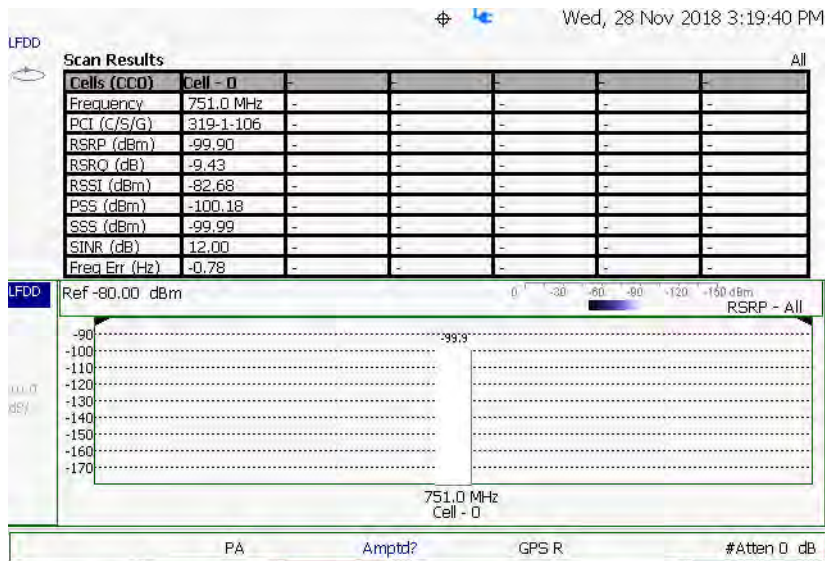 Wed, 28 Nov 2018 3:19:40 PM
LFDD
Scan Results All
Cells (CCO) Cell - 0 - - - - -
Frequency 751.0 MHz - - - - -
PCI (C/S/G) 319-1-106 - - - - -
RSRP (dBm) -99.90 - - - - -
RSRQ (dB) -9.43 - - - - -
RSSI (dBm) -82.68 - - - - -
PSS (dBm) -100.18 - - - - -
SSS (dBm) -99.99 - - - - -
SINR (dB) 12.00 - - - - -
Freq Err (Hz) -0.78 - - - - -
LFDD Ref -80.00 dBm 0 -30 -60 -90 -120 -150 dBm
RSRP - All
-90
-99.9
-100
-110
-120
-130
-140
-150
-160
-170
dB/
751.0 MHz
Cell - 0
PA Amptd? GPS R #Atten 0 dB